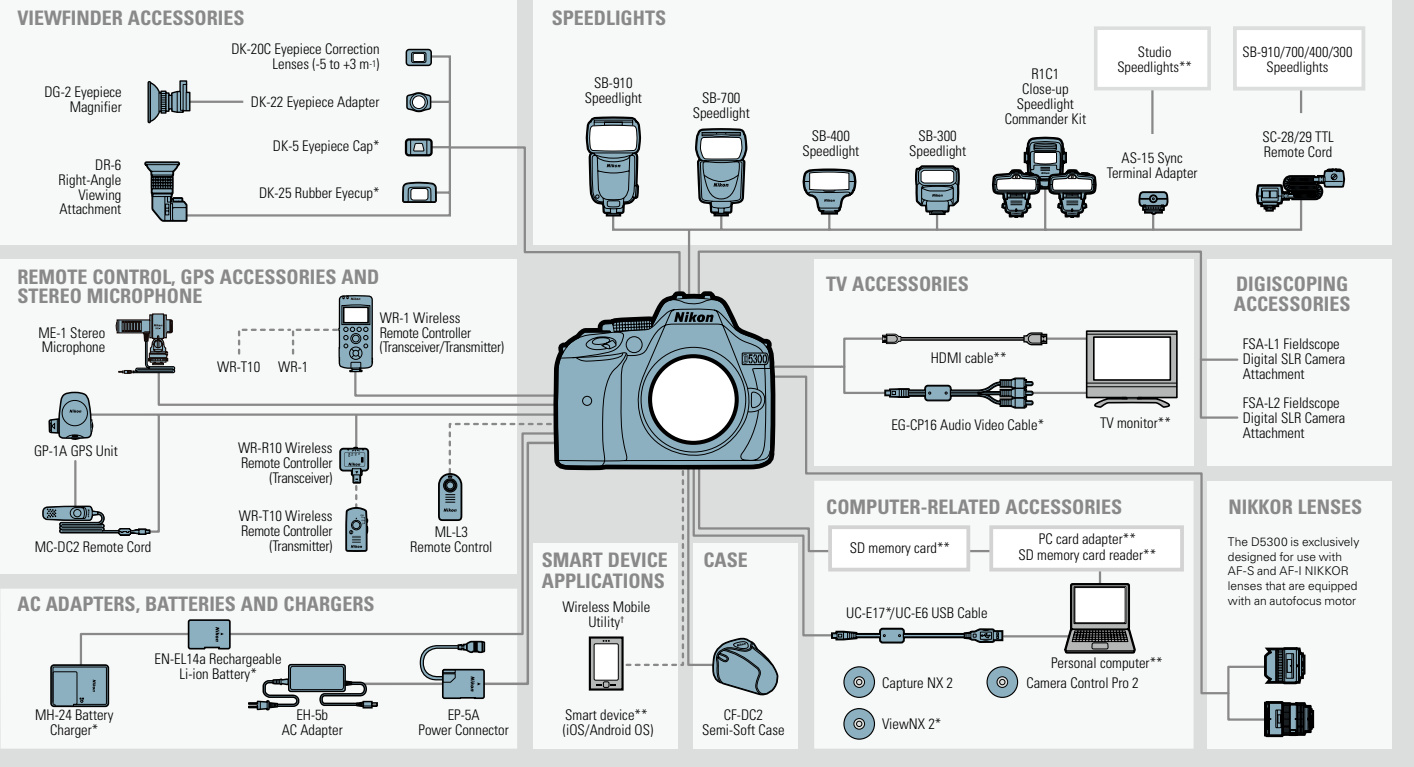 VIEWFINDER ACCESSORIES
DK-20C Eyepiece Correction
Lenses (-5 to +3 m-1)
DG-2 Eyepiece
Magnifier
DK-22 Eyepiece Adapter
DK-5 Eyepiece Cap*
DR-6
Right-Angle
Viewing
Attachment
DK-25 Rubber Eyecup*
SPEEDLIGHTS
SB-910
Speedlight
SB-700
Speedlight
SB-400
Speedlight
SB-300
Speedlight
R1C1
Close-up
Speedlight
Commander Kit
Studio
Speedlights**
AS-15 Sync
Terminal Adapter
SB-910/700/400/300
Speedlights
SC-28/29 TTL
Remote Cord
Nikon
Nikon
Nikon
Nikon
REMOTE CONTROL, GPS ACCESSORIES AND
STEREO MICROPHONE
ME-1 Stereo
Microphone
WR-T10
WR-1
WR-1 Wireless
Remote Controller
(Transceiver/Transmitter)
GP-1A GPS Unit
WR-R10 Wireless
Remote Controller
(Transceiver)
WR-T10 Wireless
Remote Controller
(Transmitter)
MC-DC2 Remote Cord
ML-L3
Remote Control
Nikon
D5300
TV ACCESSORIES
HDMI cable**
EG-CP16 Audio Video Cable*
TV monitor**
DIGISCOPING
ACCESSORIES
FSA-L1 Fieldscope
Digital SLR Camera
Attachment
FSA-L2 Fieldscope
Digital SLR Camera
Attachment
AC ADAPTERS, BATTERIES AND CHARGERS
EN-EL14a Rechargeable
Li-ion Battery*
MH-24 Battery
Charger*
EH-5b
AC Adapter
EP-5A
Power Connector
SMART DEVICE
APPLICATIONS
Wireless Mobile
Utility†
Smart device**
(iOS/Android OS)
CASE
CF-DC2
Semi-Soft Case
COMPUTER-RELATED ACCESSORIES
SD memory card**
PC card adapter**
SD memory card reader**
UC-E17*/UC-E6 USB Cable
Personal computer**
Capture NX 2
Camera Control Pro 2
ViewNX 2*
NIKKOR LENSES
The D5300 is exclusively
designed for use with
AF-S and AF-I NIKKOR
lenses that are equipped
with an autofocus motor